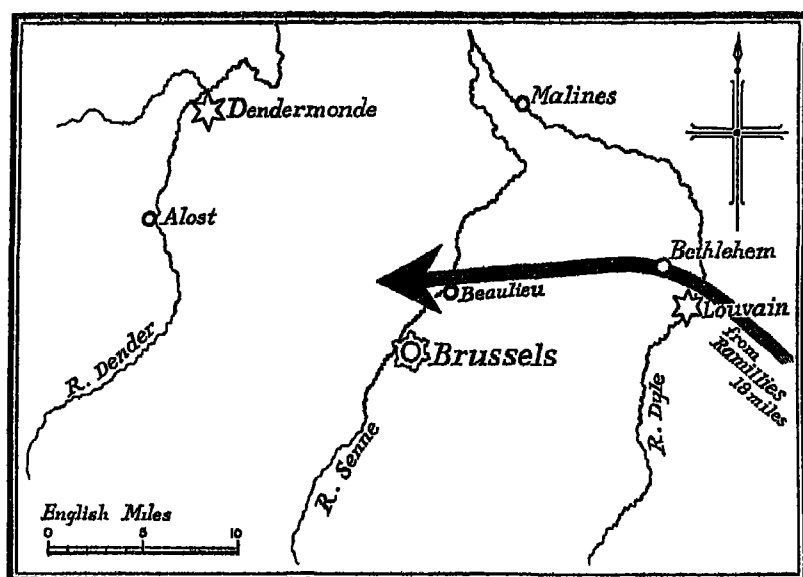 Malines
Dendermonde
Alost
Bethlehem
Beaulieu
Louvain
from
Ramillies
18 miles
R. Dender
Brussels
R. Senne
R. Dyle
English Miles
0 5 10